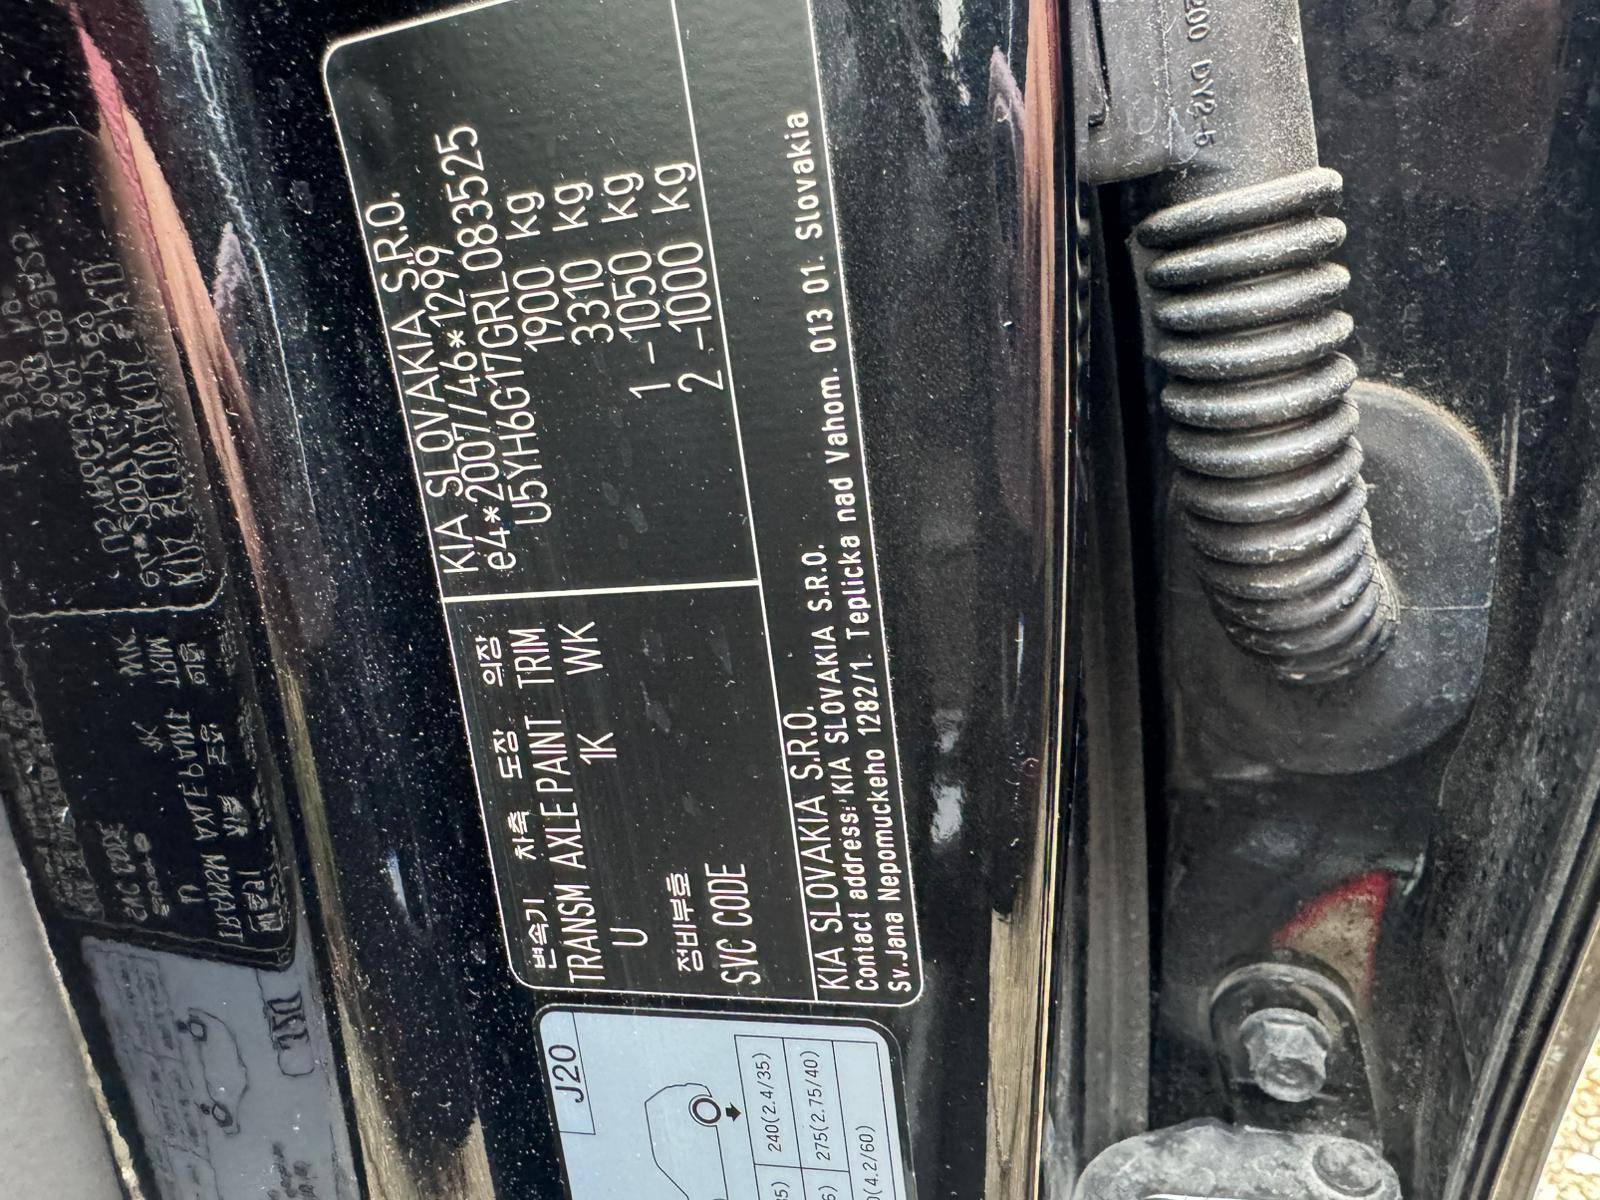 KIA SLOVAKIA S.R.O.
e4*2007/46*1299
U5YH6G17GRL083525
1900 kg
3310 kg
1 -1050 kg
2 -1000 kg
변속기 차축 도장 의장
TRANSM AXLE PAINT TRIM
U 1K WK
정비부호
SVC CODE
KIA SLOVAKIA S.R.O.
Contact address:KIA SLOVAKIA S.R.O.
Sv.Jana Nepomuckeho 1282/1. Teplicka nad Vahom. 013 01. Slovakia
J20
240(2.4/35)
275(2.75/40)
(4.2/60)